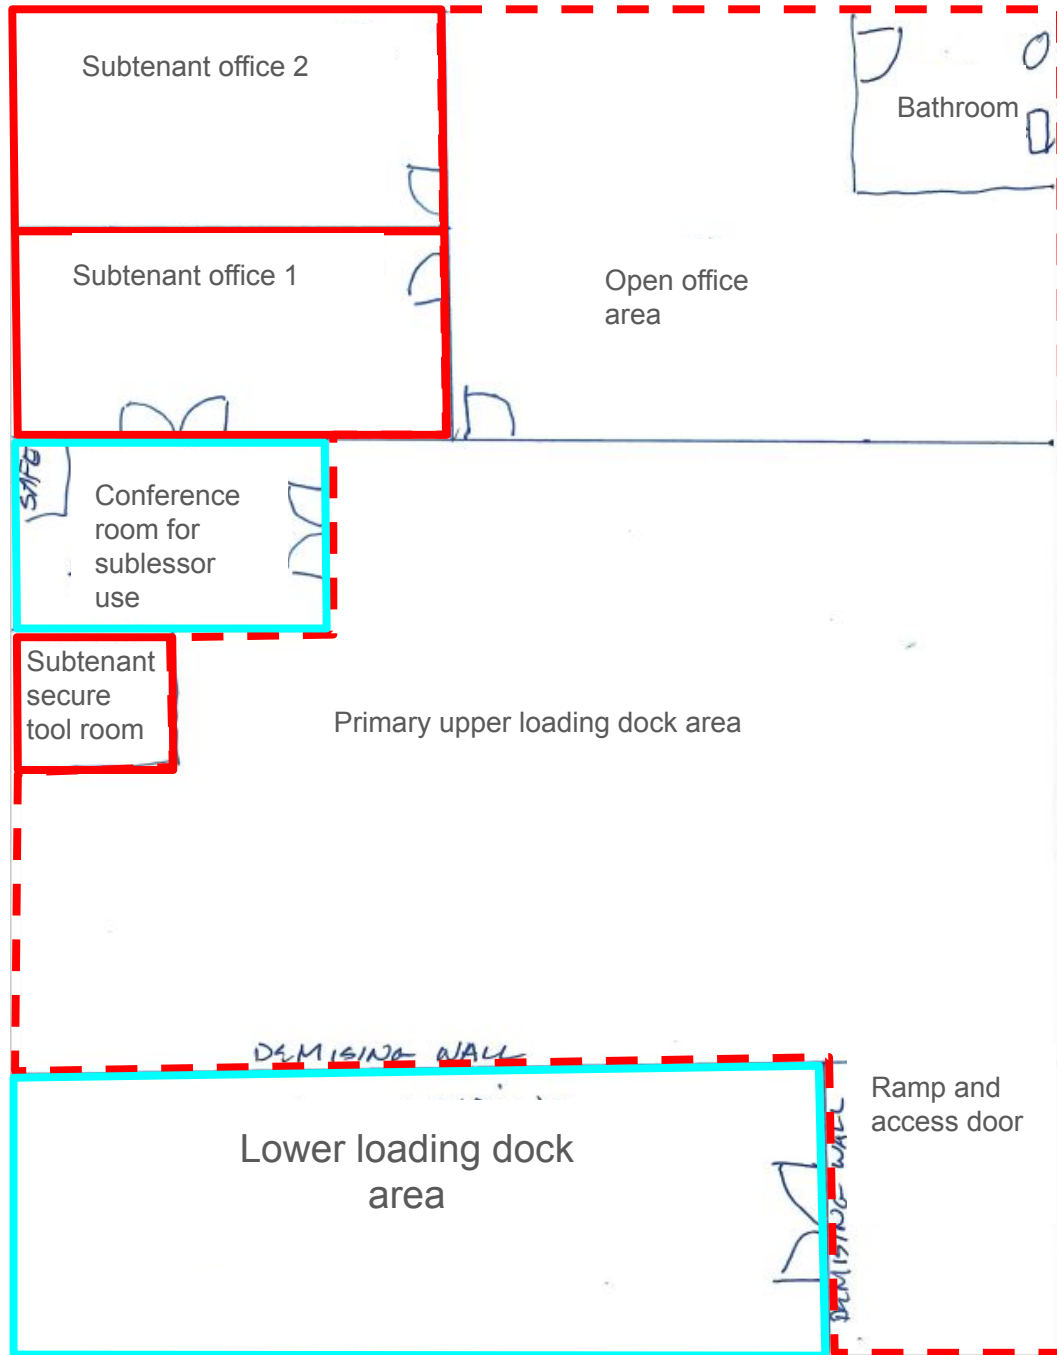 Subtenant office 2
Bathroom
Subtenant office 1
Open office
area
SAFE
Conference
room for
sublessor
use
Subtenant
secure
tool room
Primary upper loading dock area
DEMISING WALL
Ramp and
access door
Lower loading dock
area
DEMISING WALL